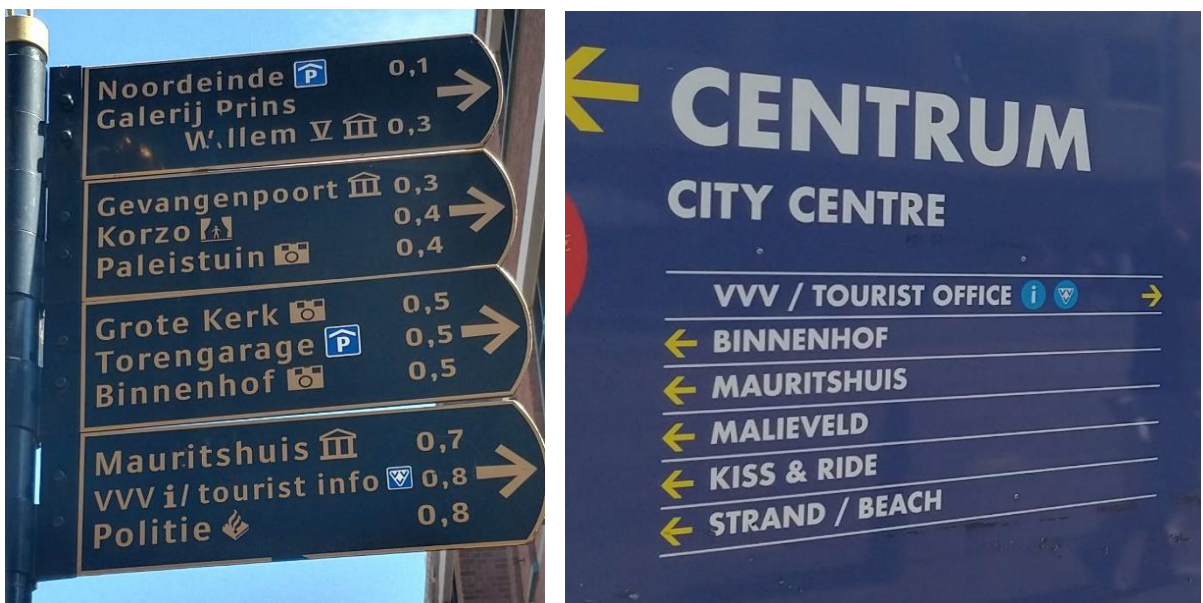 Noordeinde P 0,1
Galerij Prins
Willem V 0,3
Gevangenpoort 0,3
Korzo 0,4
Paleistuin 0,4
Grote Kerk 0,5
Torengarage P 0,5
Binnenhof 0,5
Mauritshuis 0,7
VVV i/ tourist info VVV 0,8
Politie 0,8
CENTRUM
CITY CENTRE
VVV / TOURIST OFFICE i VVV
BINNENHOF
MAURITSHUIS
MALIEVELD
KISS & RIDE
STRAND / BEACH